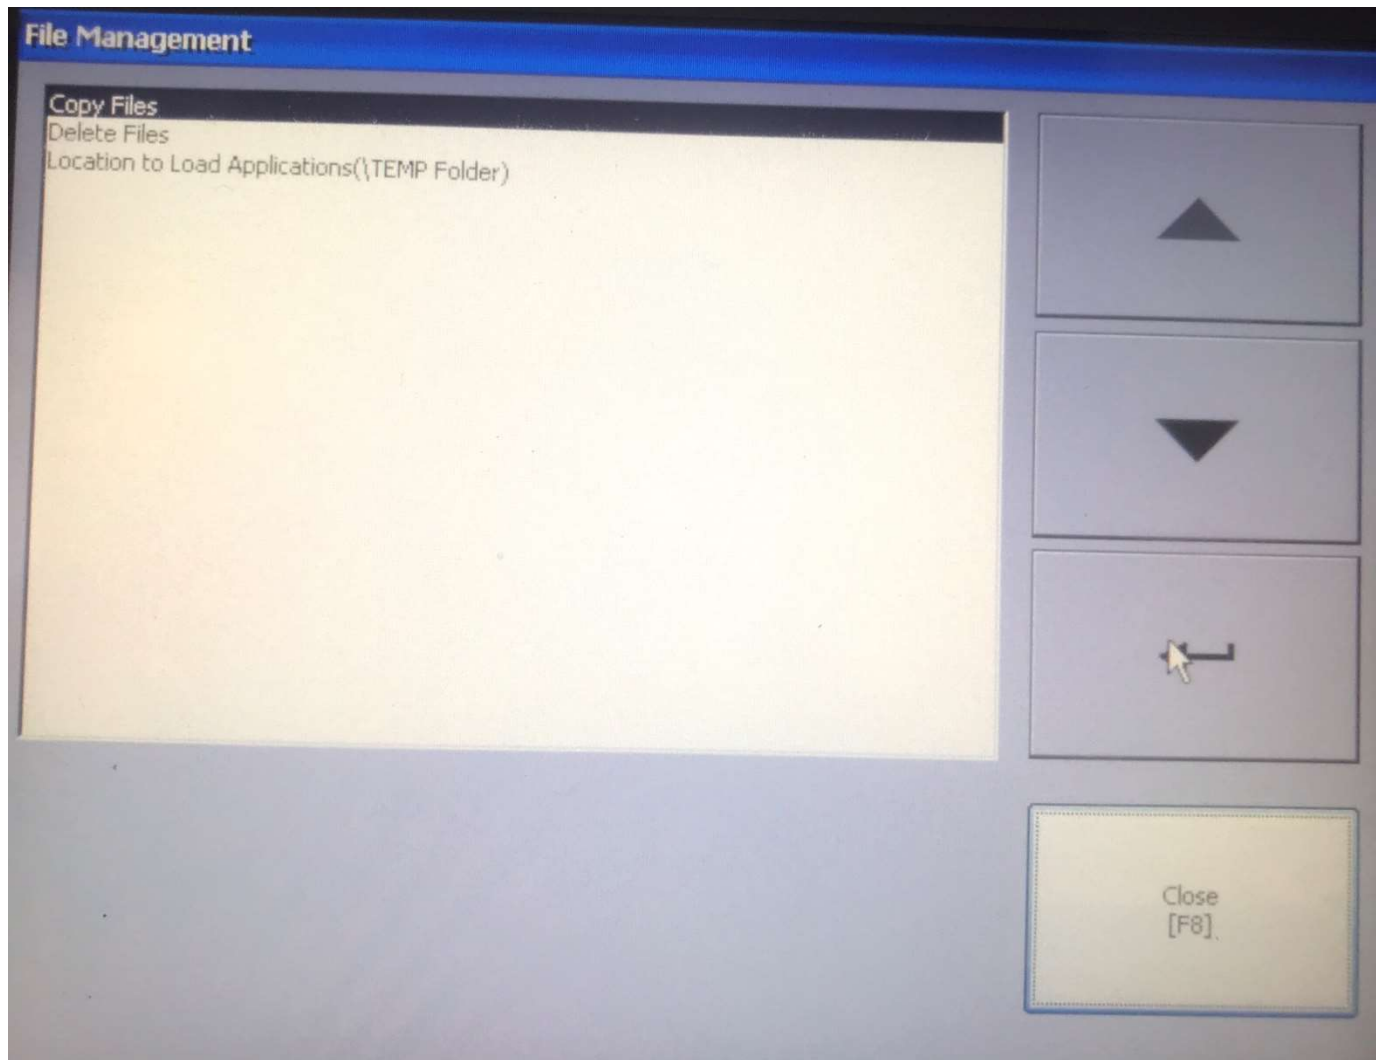 File Management
Copy Files
Delete Files
Location to Load Applications(\TEMP Folder)
Close
[F8]